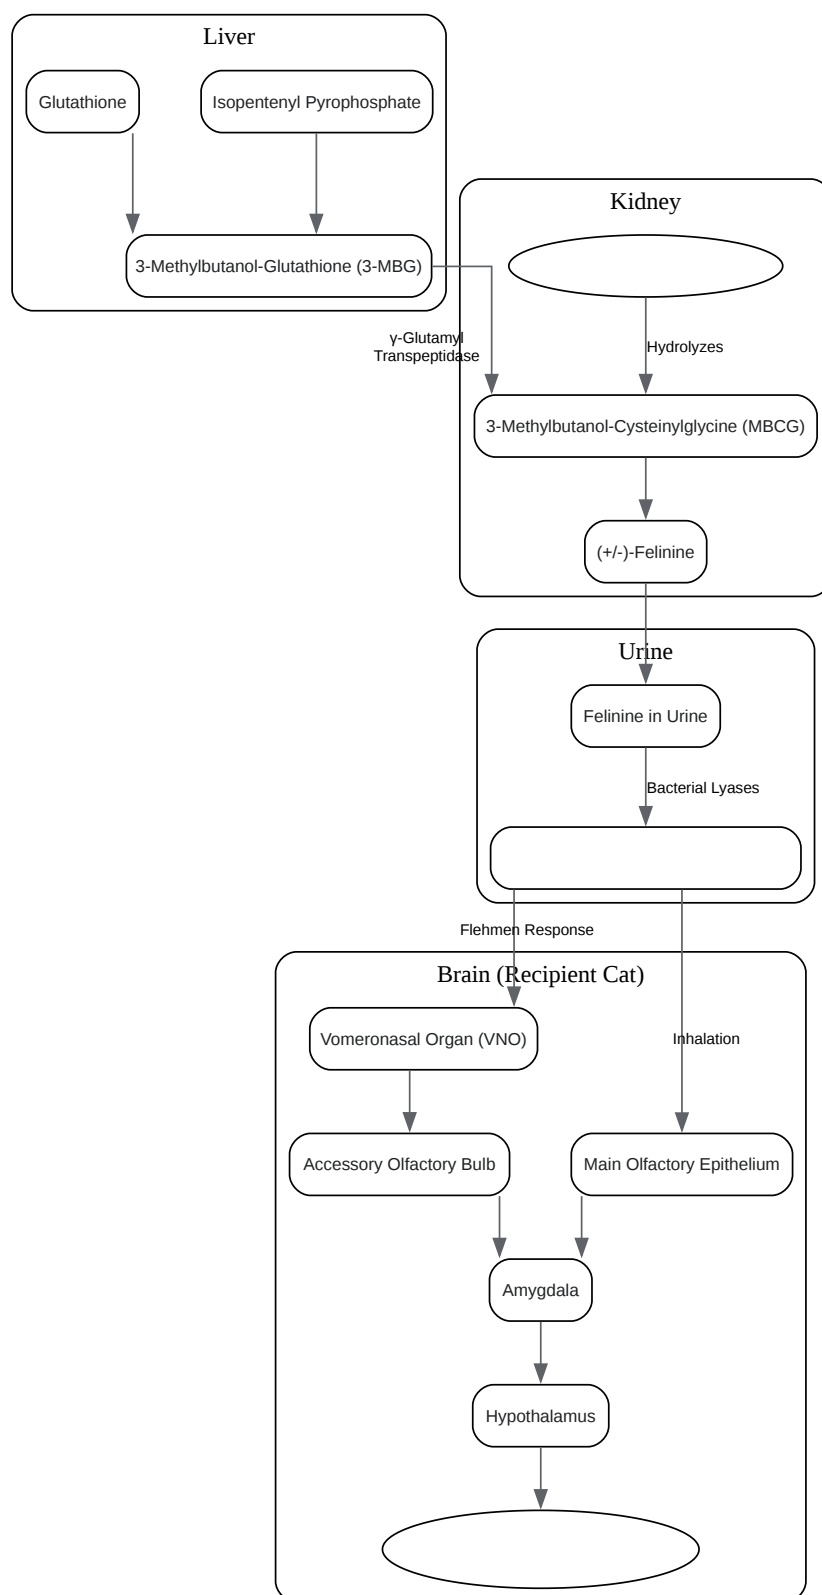 Liver
Glutathione
Isopentenyl Pyrophosphate
3-Methylbutanol-Glutathione (3-MBG)
Kidney
γ-Glutamyl
Transpeptidase
Hydrolyzes
3-Methylbutanol-Cysteinylglycine (MBCG)
(+/-)-Felinine
Urine
Felinine in Urine
Bacterial Lyases
Flehmen Response
Brain (Recipient Cat)
Vomeronasal Organ (VNO)
Inhalation
Accessory Olfactory Bulb
Main Olfactory Epithelium
Amygdala
Hypothalamus